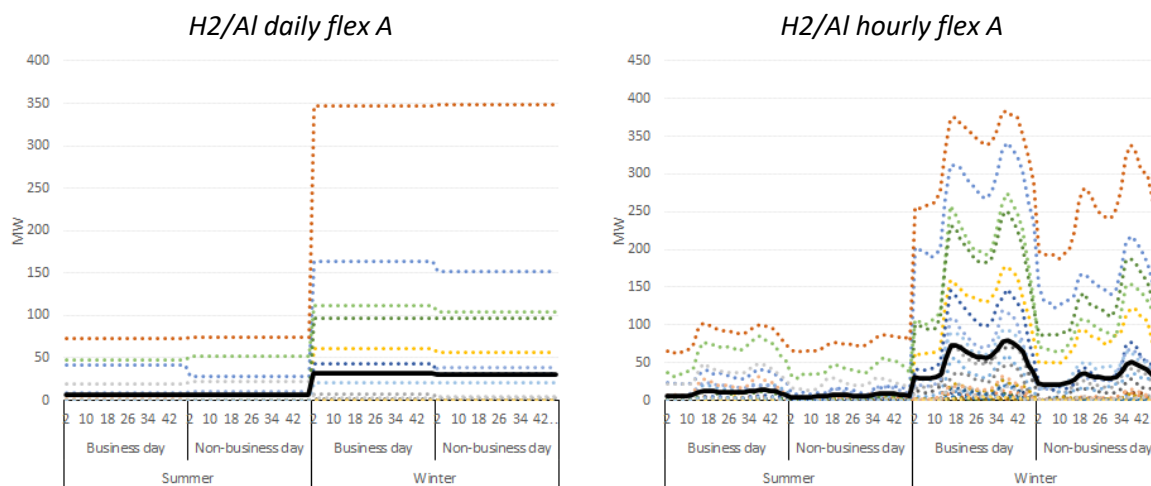 H2/Al daily flex A
400
350
300
250
200
150
100
50
0
MW
2 10 18 26 34 42 2 10 18 26 34 42 2 10 18 26 34 42 2 10 18 26 34 42...
Business day Non-business day Business day Non-business day
Summer Winter
H2/Al hourly flex A
450
400
350
300
250
200
150
100
50
0
MW
2 10 18 26 34 42 2 10 18 26 34 42 2 10 18 26 34 42 2 10 18 26 34 42
Business day Non-business day Business day Non-business day
Summer Winter